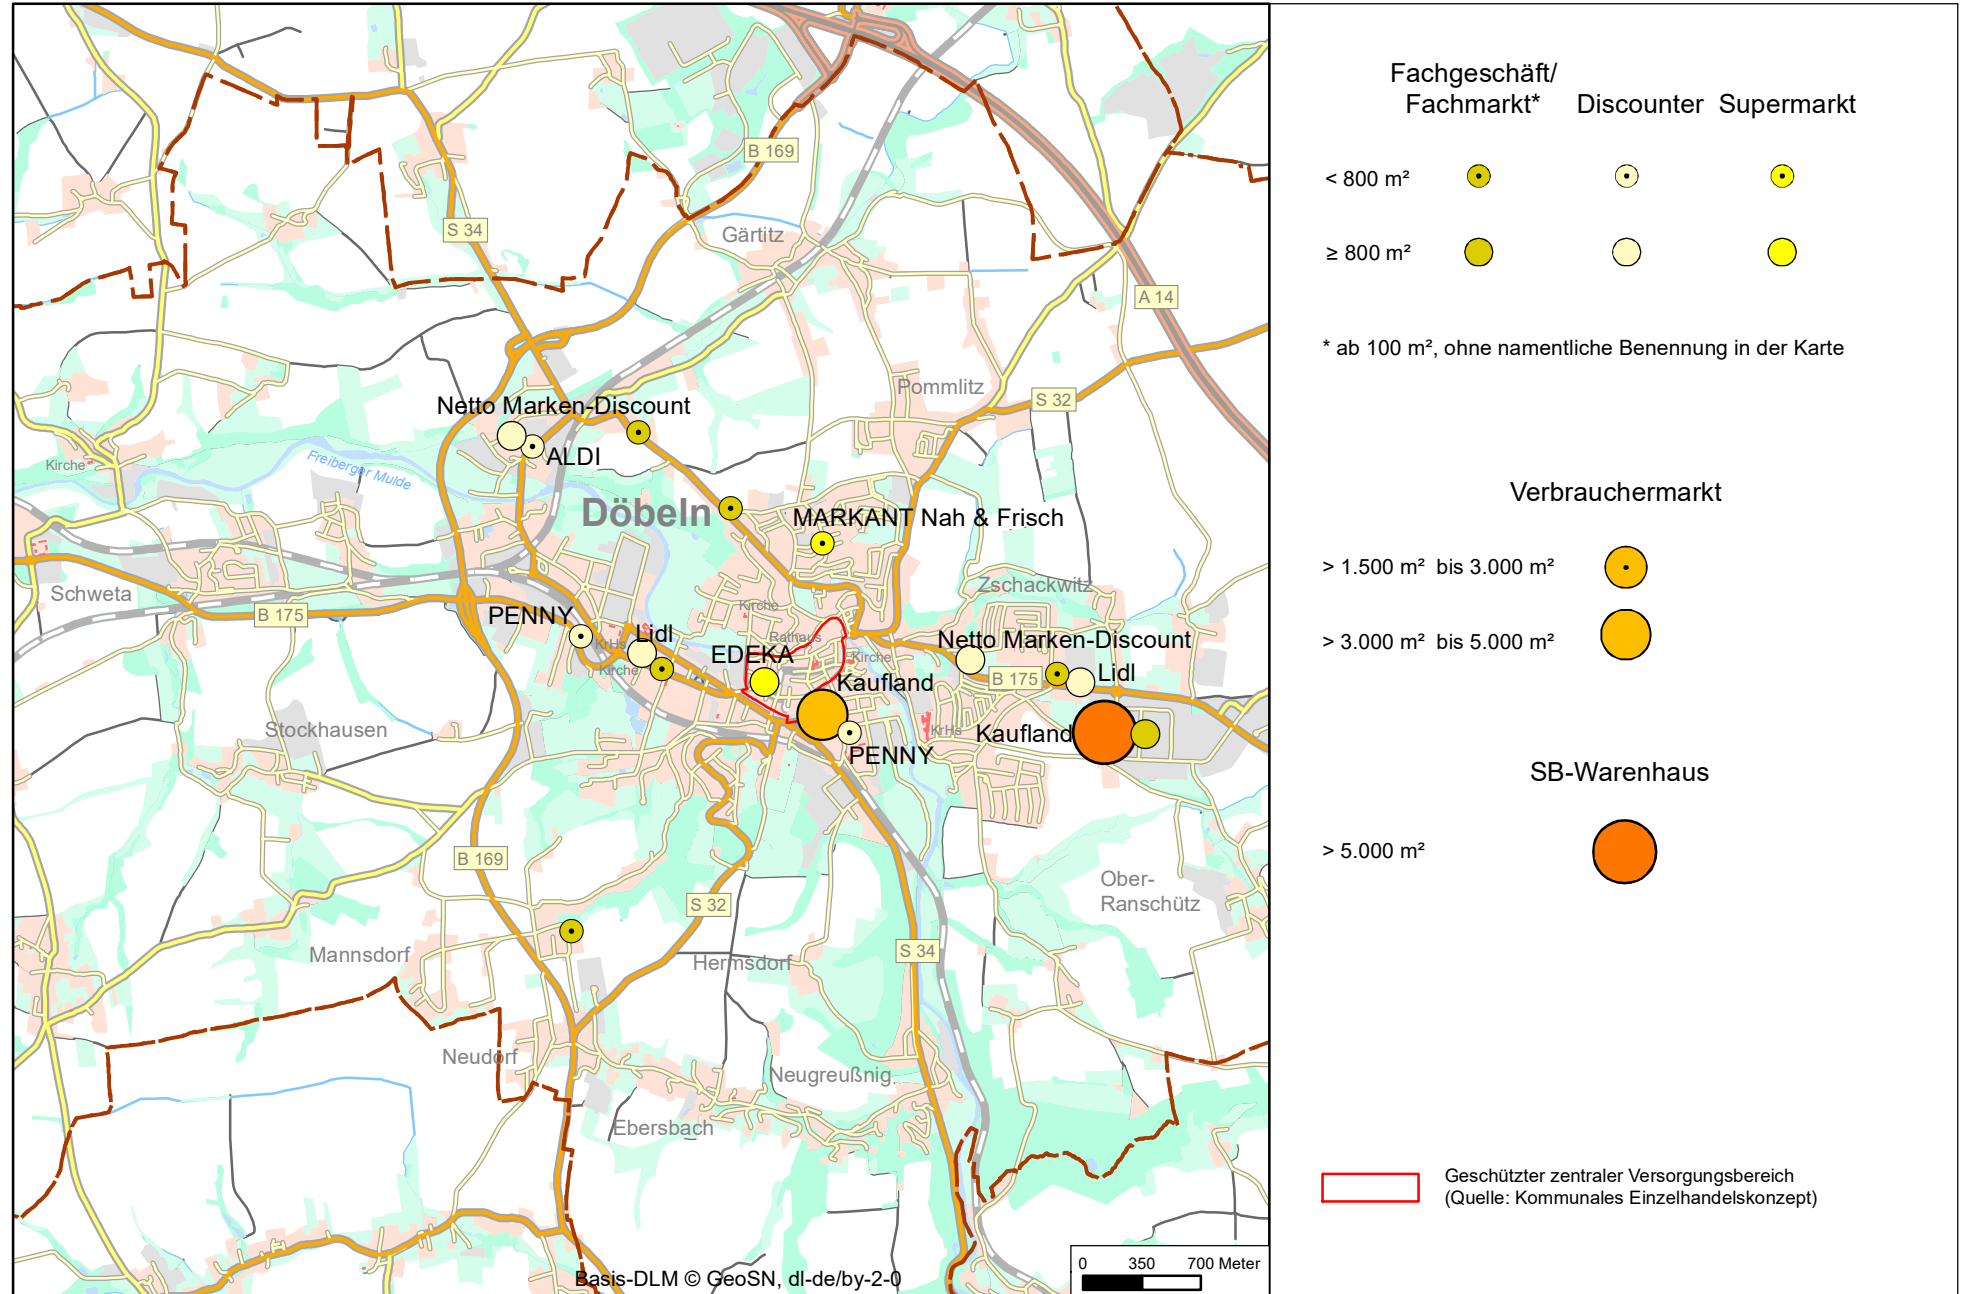 B 169
S 34
Gärtitz
A 14
Pommlitz
S 32
Netto Marken-Discount
ALDI
Kirche
Freiberger Mulde
Döbeln
MARKANT Nah & Frisch
Schweta
B 175
Zschackwitz
PENNY
Kirche
Lidl
KrHs
Kirche
Rathaus
EDEKA
Kirche
Netto Marken-Discount
B 175
Lidl
Kaufland
Stockhausen
KrHs
Kaufland
PENNY
B 169
Ober-
Ranschütz
S 32
Mannsdorf
Hermsdorf
S 34
Neudorf
Neugreußnig
Ebersbach
Basis-DLM © GeoSN, dl-de/by-2-0
0 350 700 Meter
Fachgeschäft/
Fachmarkt* Discounter Supermarkt
< 800 m²
≥ 800 m²
* ab 100 m², ohne namentliche Benennung in der Karte
Verbrauchermarkt
> 1.500 m² bis 3.000 m²
> 3.000 m² bis 5.000 m²
SB-Warenhaus
> 5.000 m²
Geschützter zentraler Versorgungsbereich
(Quelle: Kommunales Einzelhandelskonzept)